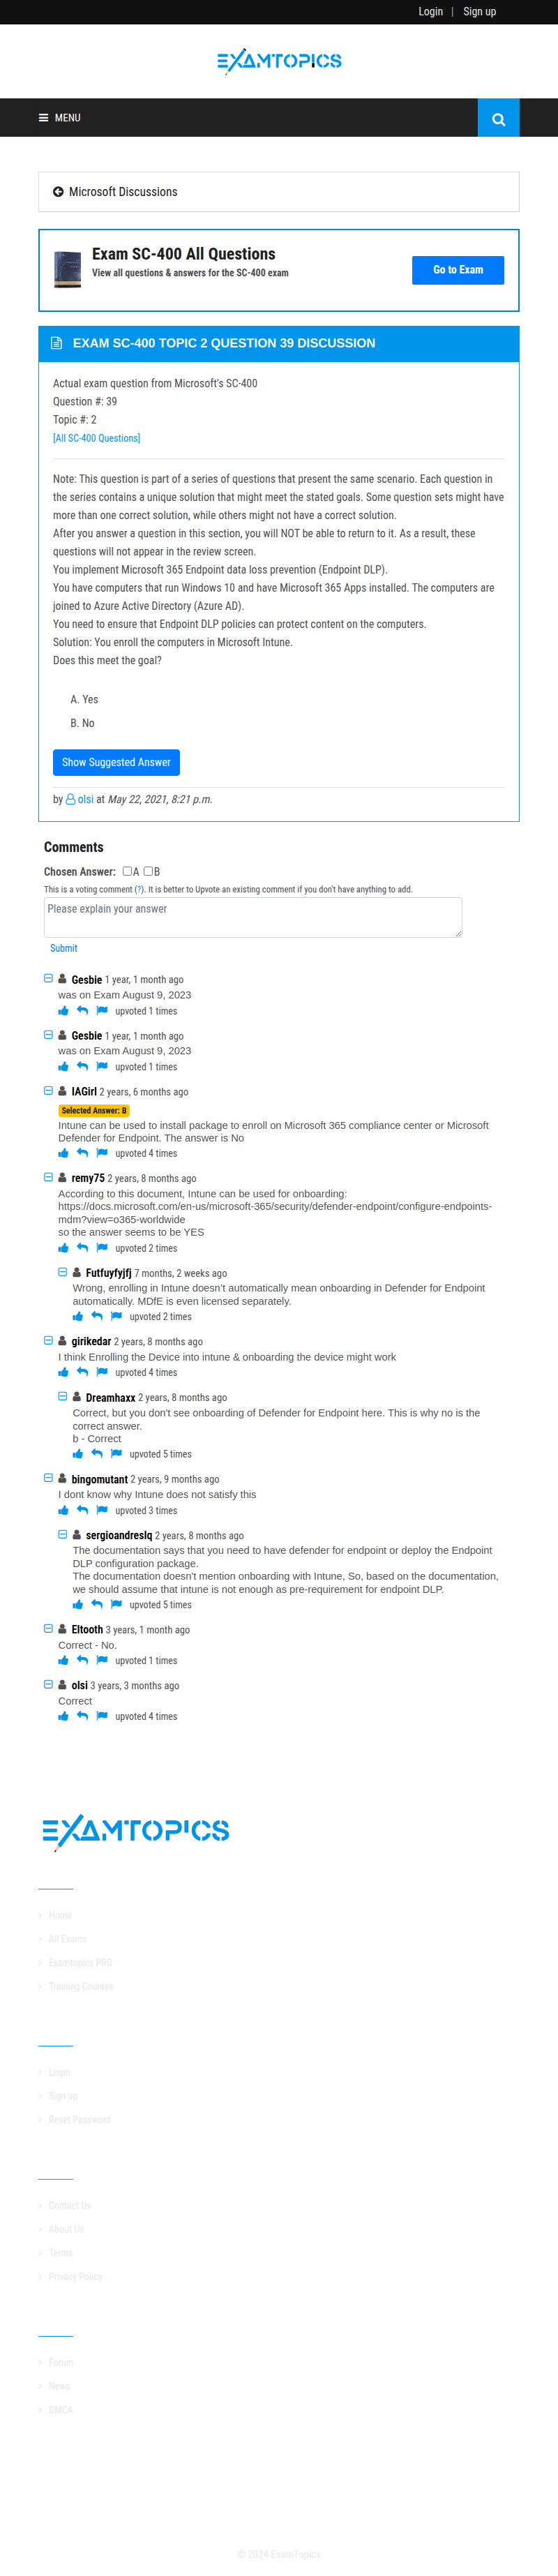 Login | Sign up
EXAMTOPICS
MENU
Microsoft Discussions
Exam SC-400 All Questions
View all questions & answers for the SC-400 exam
Go to Exam
EXAM SC-400 TOPIC 2 QUESTION 39 DISCUSSION
Actual exam question from Microsoft's SC-400
Question #: 39
Topic #: 2
[All SC-400 Questions]
Note: This question is part of a series of questions that present the same scenario. Each question in
the series contains a unique solution that might meet the stated goals. Some question sets might have
more than one correct solution, while others might not have a correct solution.
After you answer a question in this section, you will NOT be able to return to it. As a result, these
questions will not appear in the review screen.
You implement Microsoft 365 Endpoint data loss prevention (Endpoint DLP).
You have computers that run Windows 10 and have Microsoft 365 Apps installed. The computers are
joined to Azure Active Directory (Azure AD).
You need to ensure that Endpoint DLP policies can protect content on the computers.
Solution: You enroll the computers in Microsoft Intune.
Does this meet the goal?
A. Yes
B. No
Show Suggested Answer
by olsi at May 22, 2021, 8:21 p.m.
Comments
Chosen Answer: A B
This is a voting comment (?). It is better to Upvote an existing comment if you don't have anything to add.
Please explain your answer
Submit
Gesbie 1 year, 1 month ago
was on Exam August 9, 2023
upvoted 1 times
Gesbie 1 year, 1 month ago
was on Exam August 9, 2023
upvoted 1 times
IAGirl 2 years, 6 months ago
Selected Answer: B
Intune can be used to install package to enroll on Microsoft 365 compliance center or Microsoft
Defender for Endpoint. The answer is No
upvoted 4 times
remy75 2 years, 8 months ago
According to this document, Intune can be used for onboarding:
https://docs.microsoft.com/en-us/microsoft-365/security/defender-endpoint/configure-endpoints-
mdm?view=o365-worldwide
so the answer seems to be YES
upvoted 2 times
Futfuyfyjfj 7 months, 2 weeks ago
Wrong, enrolling in Intune doesn't automatically mean onboarding in Defender for Endpoint
automatically. MDfE is even licensed separately.
upvoted 2 times
girikedar 2 years, 8 months ago
I think Enrolling the Device into intune & onboarding the device might work
upvoted 4 times
Dreamhaxx 2 years, 8 months ago
Correct, but you don't see onboarding of Defender for Endpoint here. This is why no is the
correct answer.
b - Correct
upvoted 5 times
bingomutant 2 years, 9 months ago
I dont know why Intune does not satisfy this
upvoted 3 times
sergioandreslq 2 years, 8 months ago
The documentation says that you need to have defender for endpoint or deploy the Endpoint
DLP configuration package.
The documentation doesn't mention onboarding with Intune, So, based on the documentation,
we should assume that intune is not enough as pre-requirement for endpoint DLP.
upvoted 5 times
Eltooth 3 years, 1 month ago
Correct - No.
upvoted 1 times
olsi 3 years, 3 months ago
Correct
upvoted 4 times
EXAMTOPICS
Home
All Exams
Examtopics PRO
Training Courses
Login
Sign up
Reset Password
Contact Us
About Us
Terms
Privacy Policy
Forum
News
DMCA
© 2024 ExamTopics